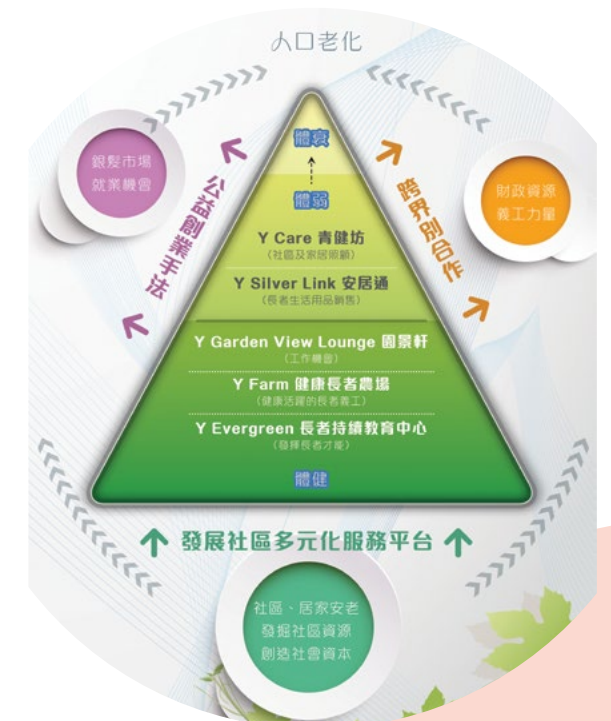 人口老化
銀髮市場
就業機會
公益創業手法
跨界別合作
財政資源
義工力量
體衰
體弱
Y Care 青健坊
(社區及家居照顧)
Y Silver Link 安居通
(長者生活用品銷售)
Y Garden View Lounge 園景軒
(工作機會)
Y Farm 健康長者農場
(健康活躍的長者義工)
Y Evergreen 長者持續教育中心
(發揮長者才能)
體健
發展社區多元化服務平台
社區、居家安老
發掘社區資源
創造社會資本